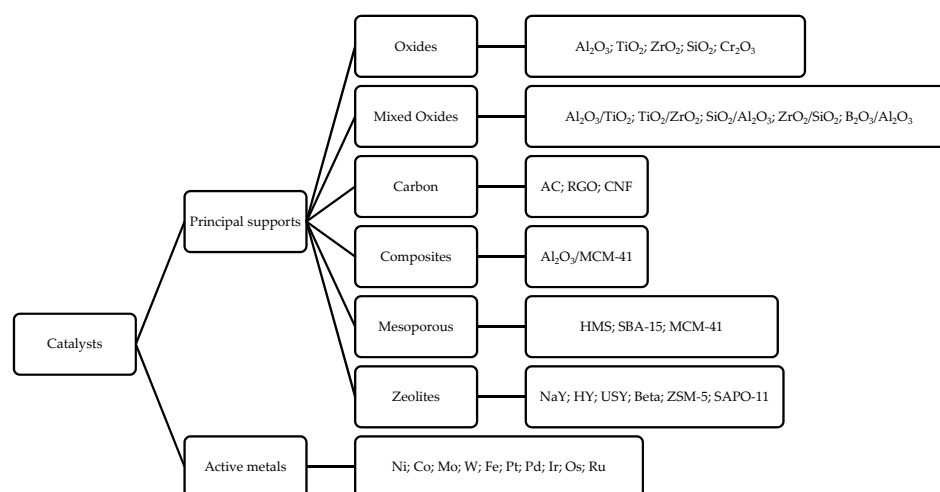 Oxides
Al₂O₃; TiO₂; ZrO₂; SiO₂; Cr₂O₃
Mixed Oxides
Al₂O₃/TiO₂; TiO₂/ZrO₂; SiO₂/Al₂O₃; ZrO₂/SiO₂; B₂O₃/Al₂O₃
Carbon
AC; RGO; CNF
Principal supports
Composites
Al₂O₃/MCM-41
Mesoporous
HMS; SBA-15; MCM-41
Catalysts
Zeolites
NaY; HY; USY; Beta; ZSM-5; SAPO-11
Active metals
Ni; Co; Mo; W; Fe; Pt; Pd; Ir; Os; Ru